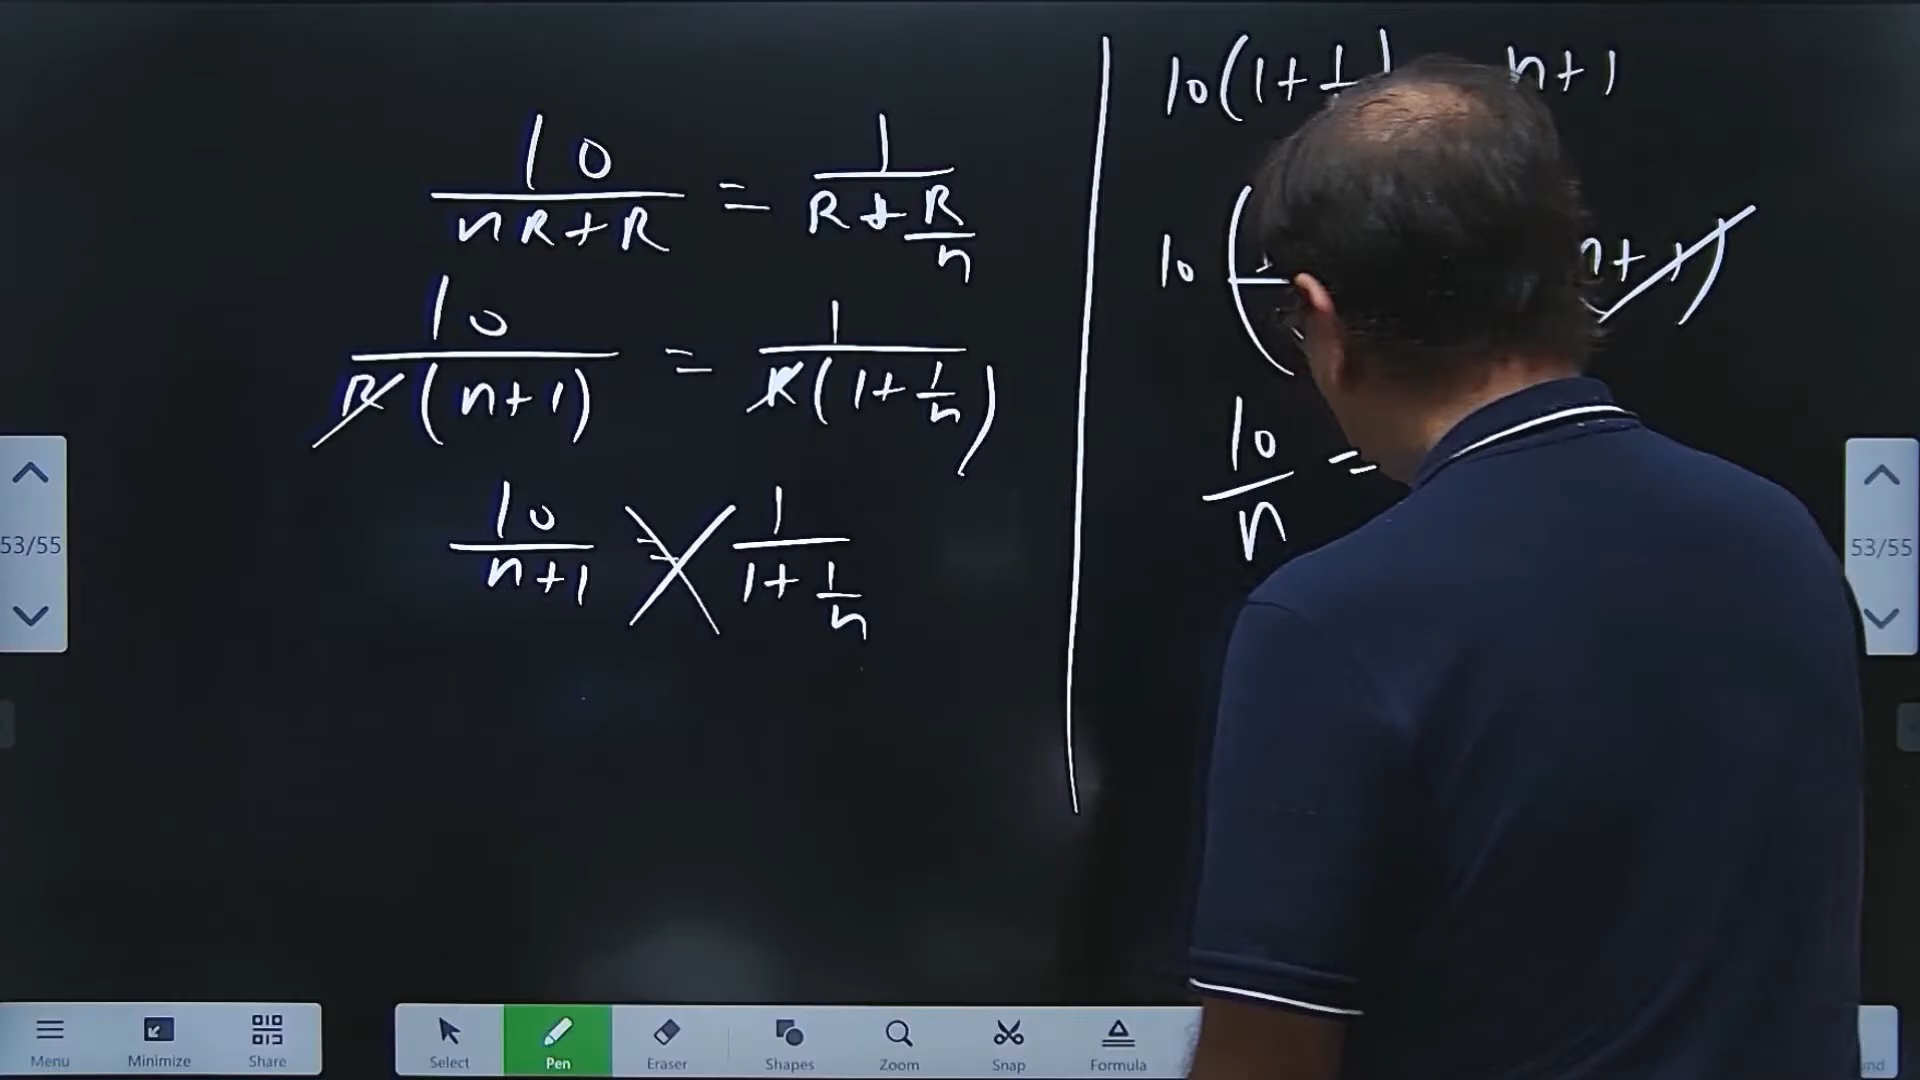 10/(nR+R) = 1/(R+R/n)
10/(R(n+1)) = 1/(R(1+1/n))
10/(n+1) = 1/(1+1/n)
10(1+1 n+1
10( n+1)
10/n =
53/55
53/55
Menu
Minimize
Share
Select
Pen
Eraser
Shapes
Zoom
Snap
Formula